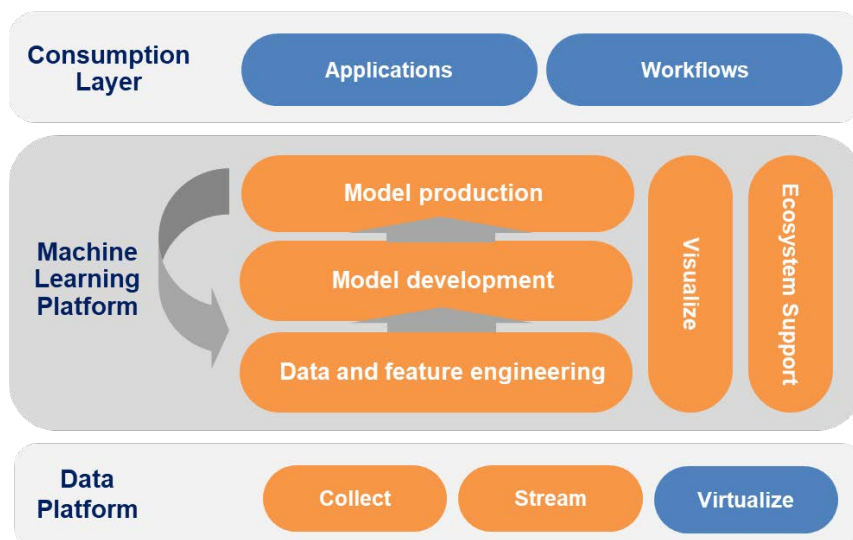 Consumption
Layer
Applications
Workflows
Machine
Learning
Platform
Model production
Model development
Data and feature engineering
Visualize
Ecosystem Support
Data
Platform
Collect
Stream
Virtualize